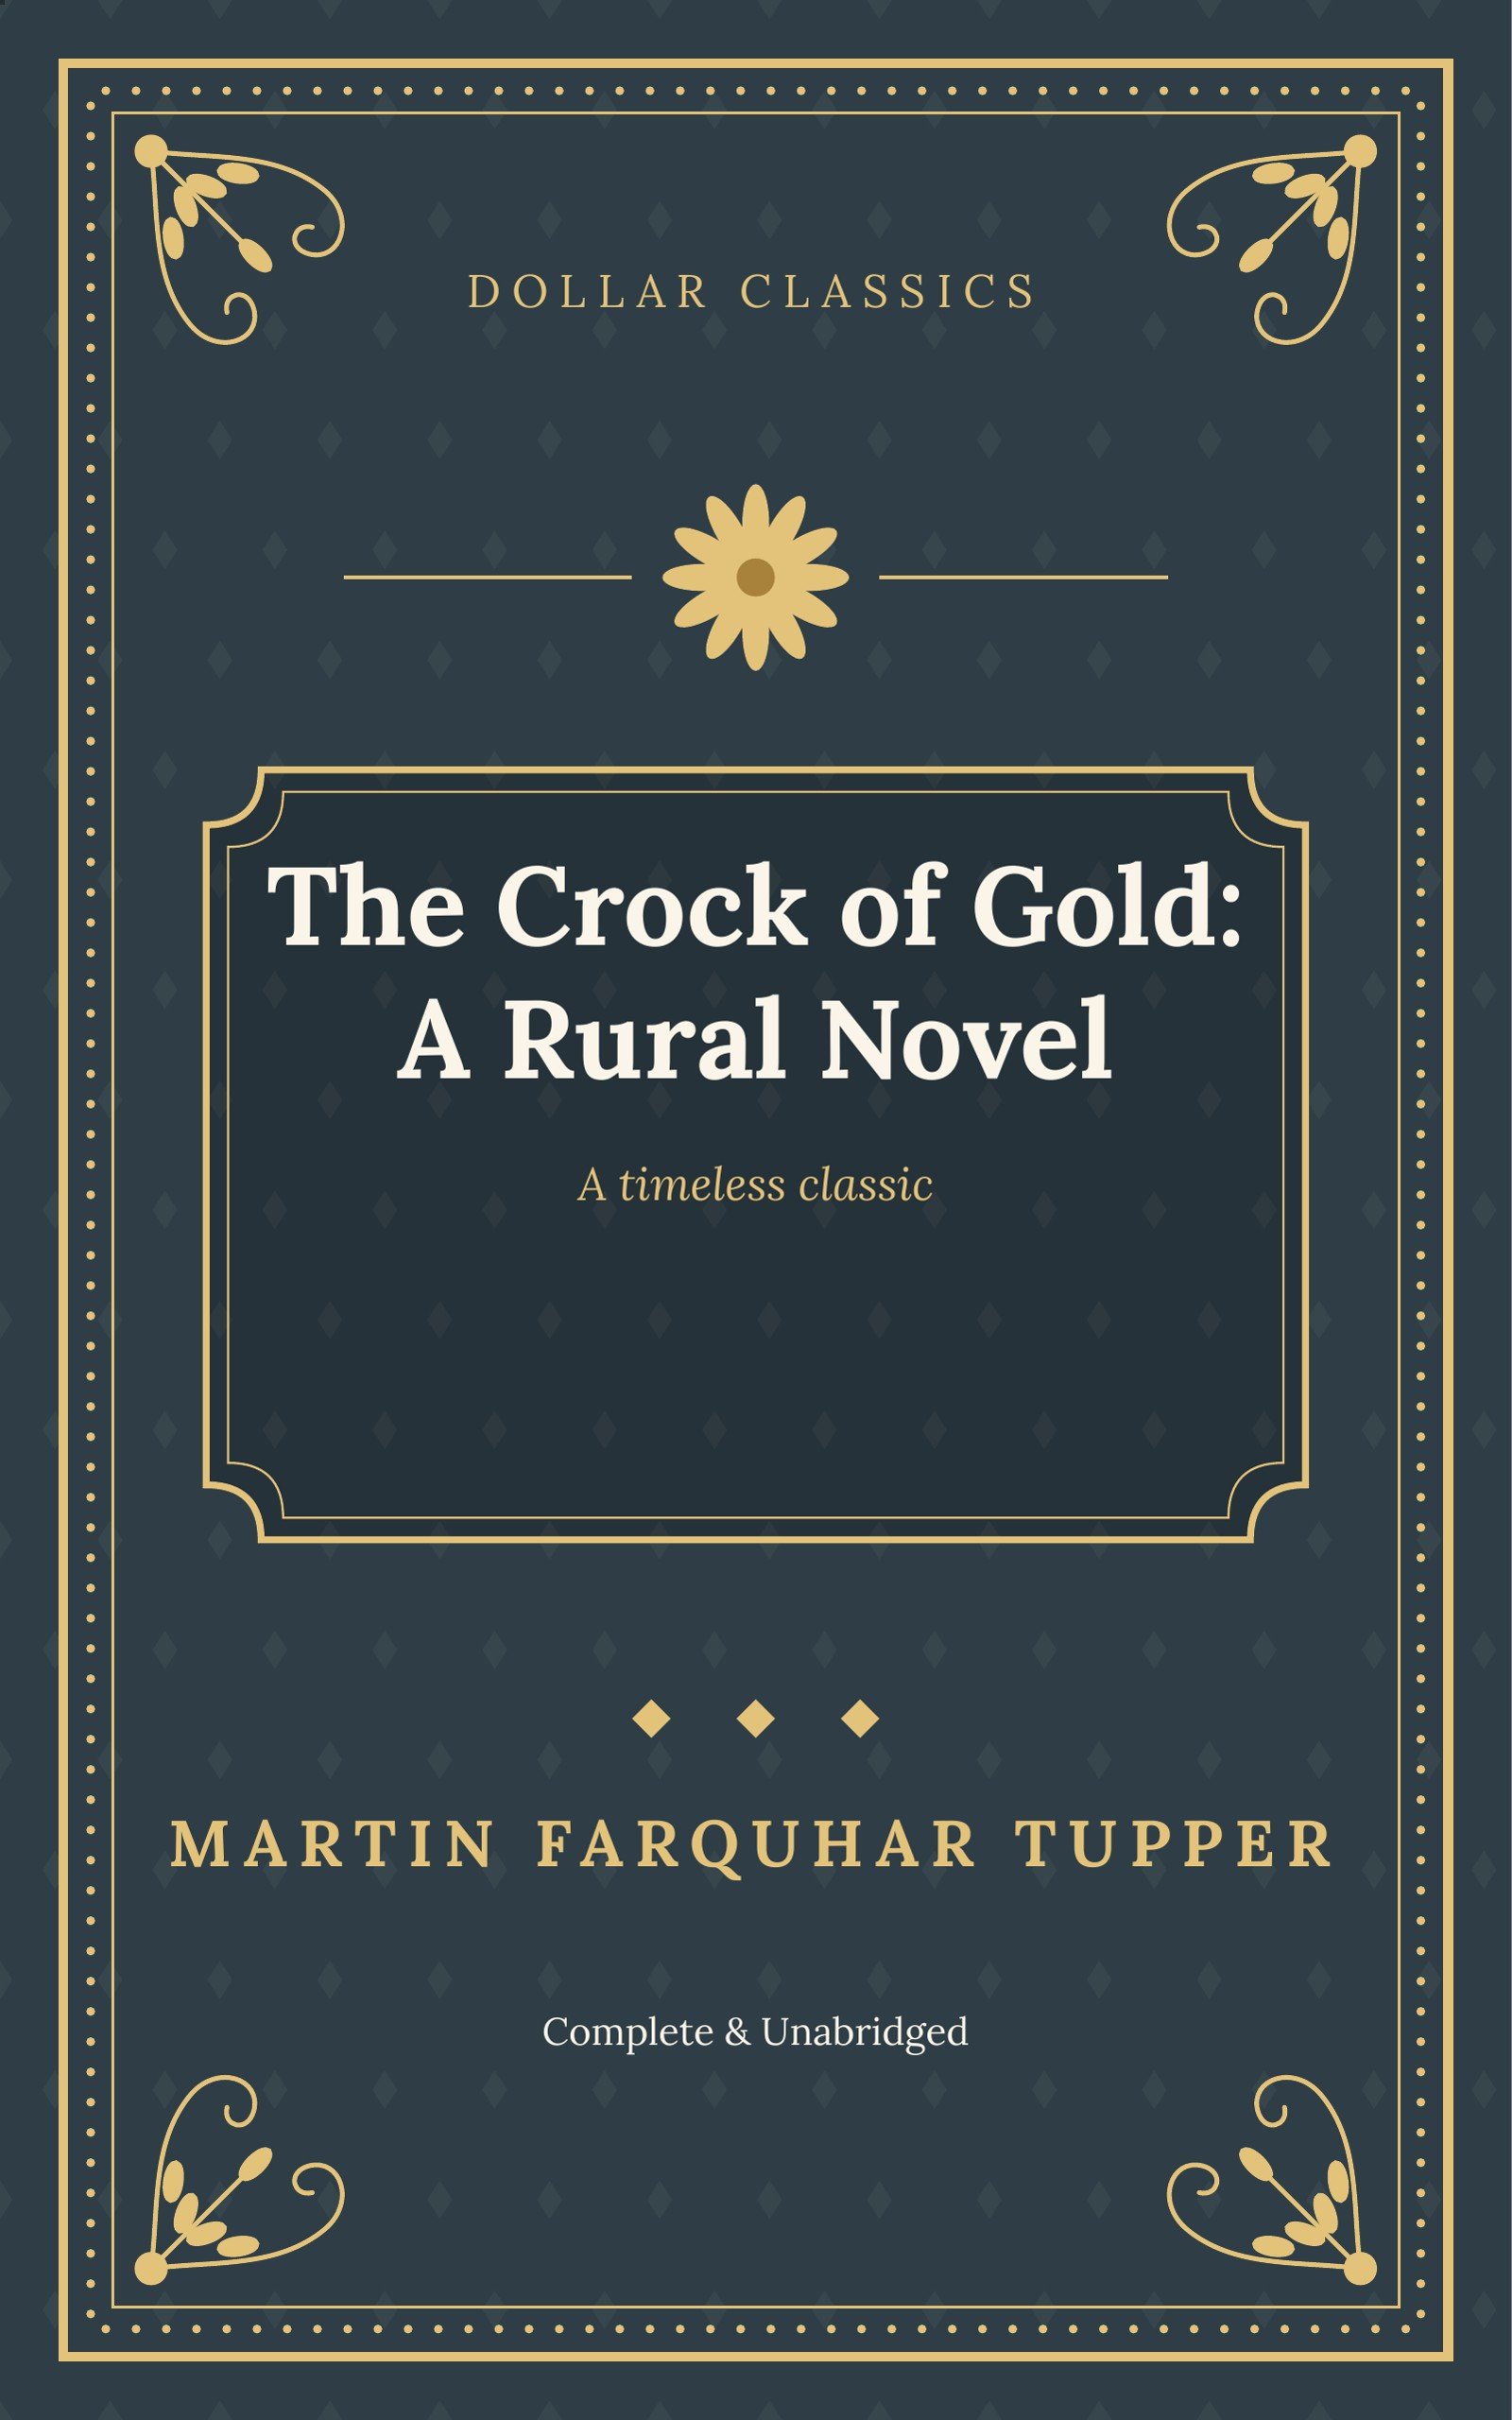 DOLLAR CLASSICS
The Crock of Gold:
A Rural Novel
A timeless classic
MARTIN FARQUHAR TUPPER
Complete & Unabridged